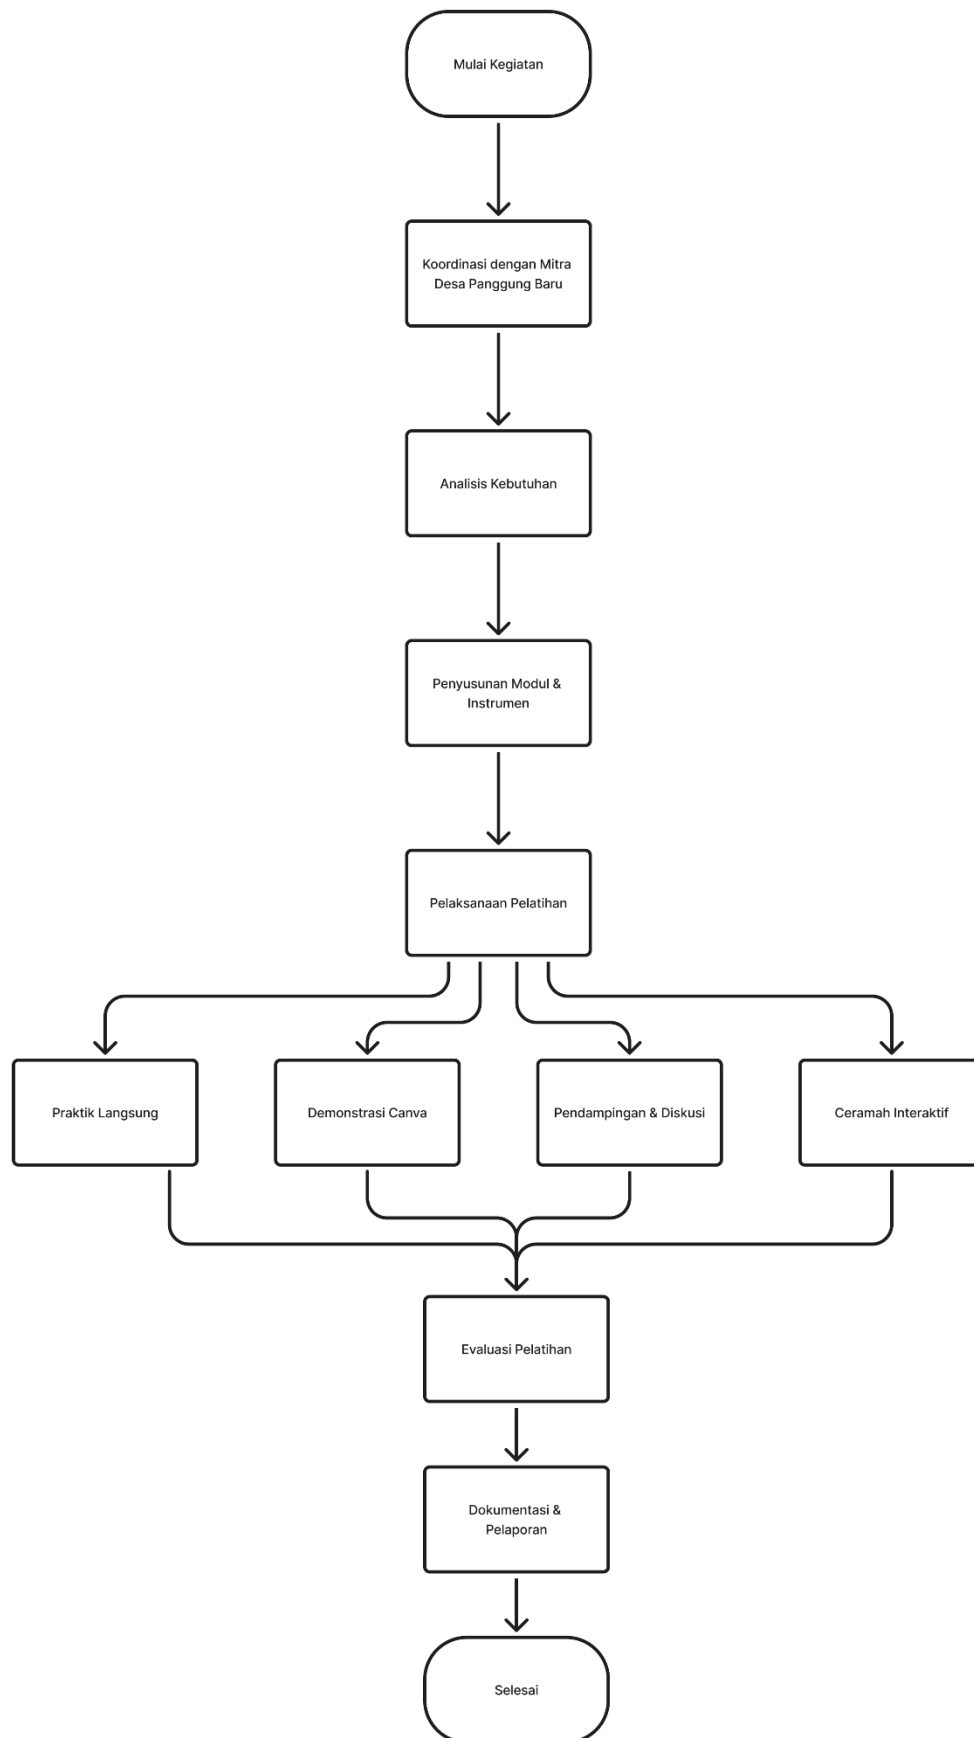 Mulai Kegiatan
Koordinasi dengan Mitra
Desa Panggung Baru
Analisis Kebutuhan
Penyusunan Modul &
Instrumen
Pelaksanaan Pelatihan
Praktik Langsung
Demonstrasi Canva
Pendampingan & Diskusi
Ceramah Interaktif
Evaluasi Pelatihan
Dokumentasi &
Pelaporan
Selesai